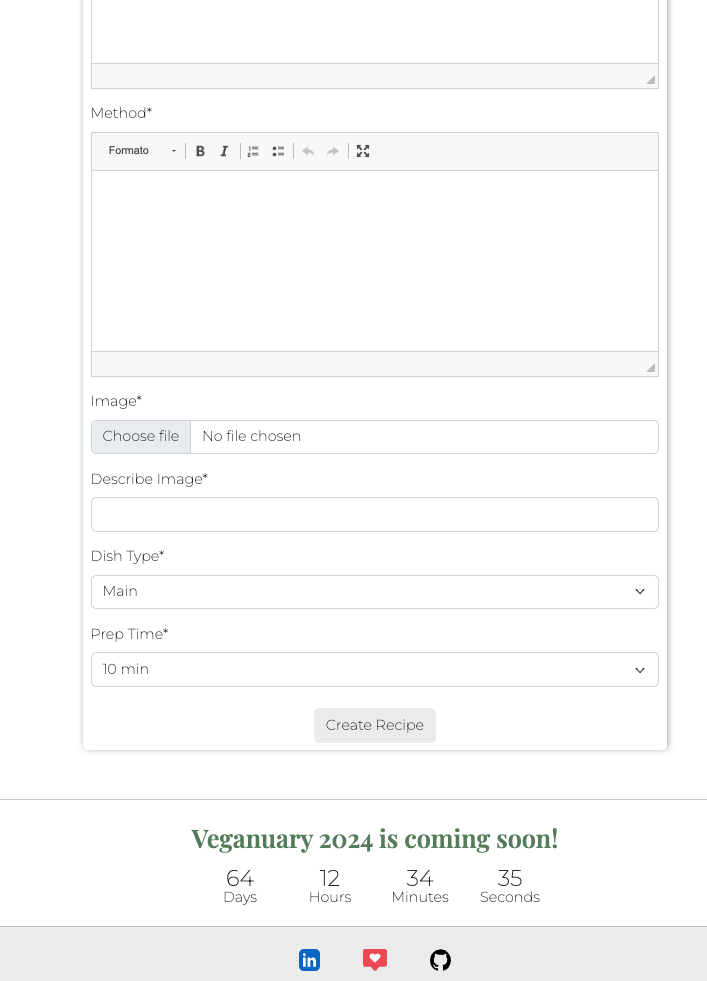 Method*
Formato
B I
Image*
Choose file No file chosen
Describe Image*
Dish Type*
Main
Prep Time*
10 min
Create Recipe
Veganuary 2024 is coming soon!
64 12 34 35
Days Hours Minutes Seconds
in